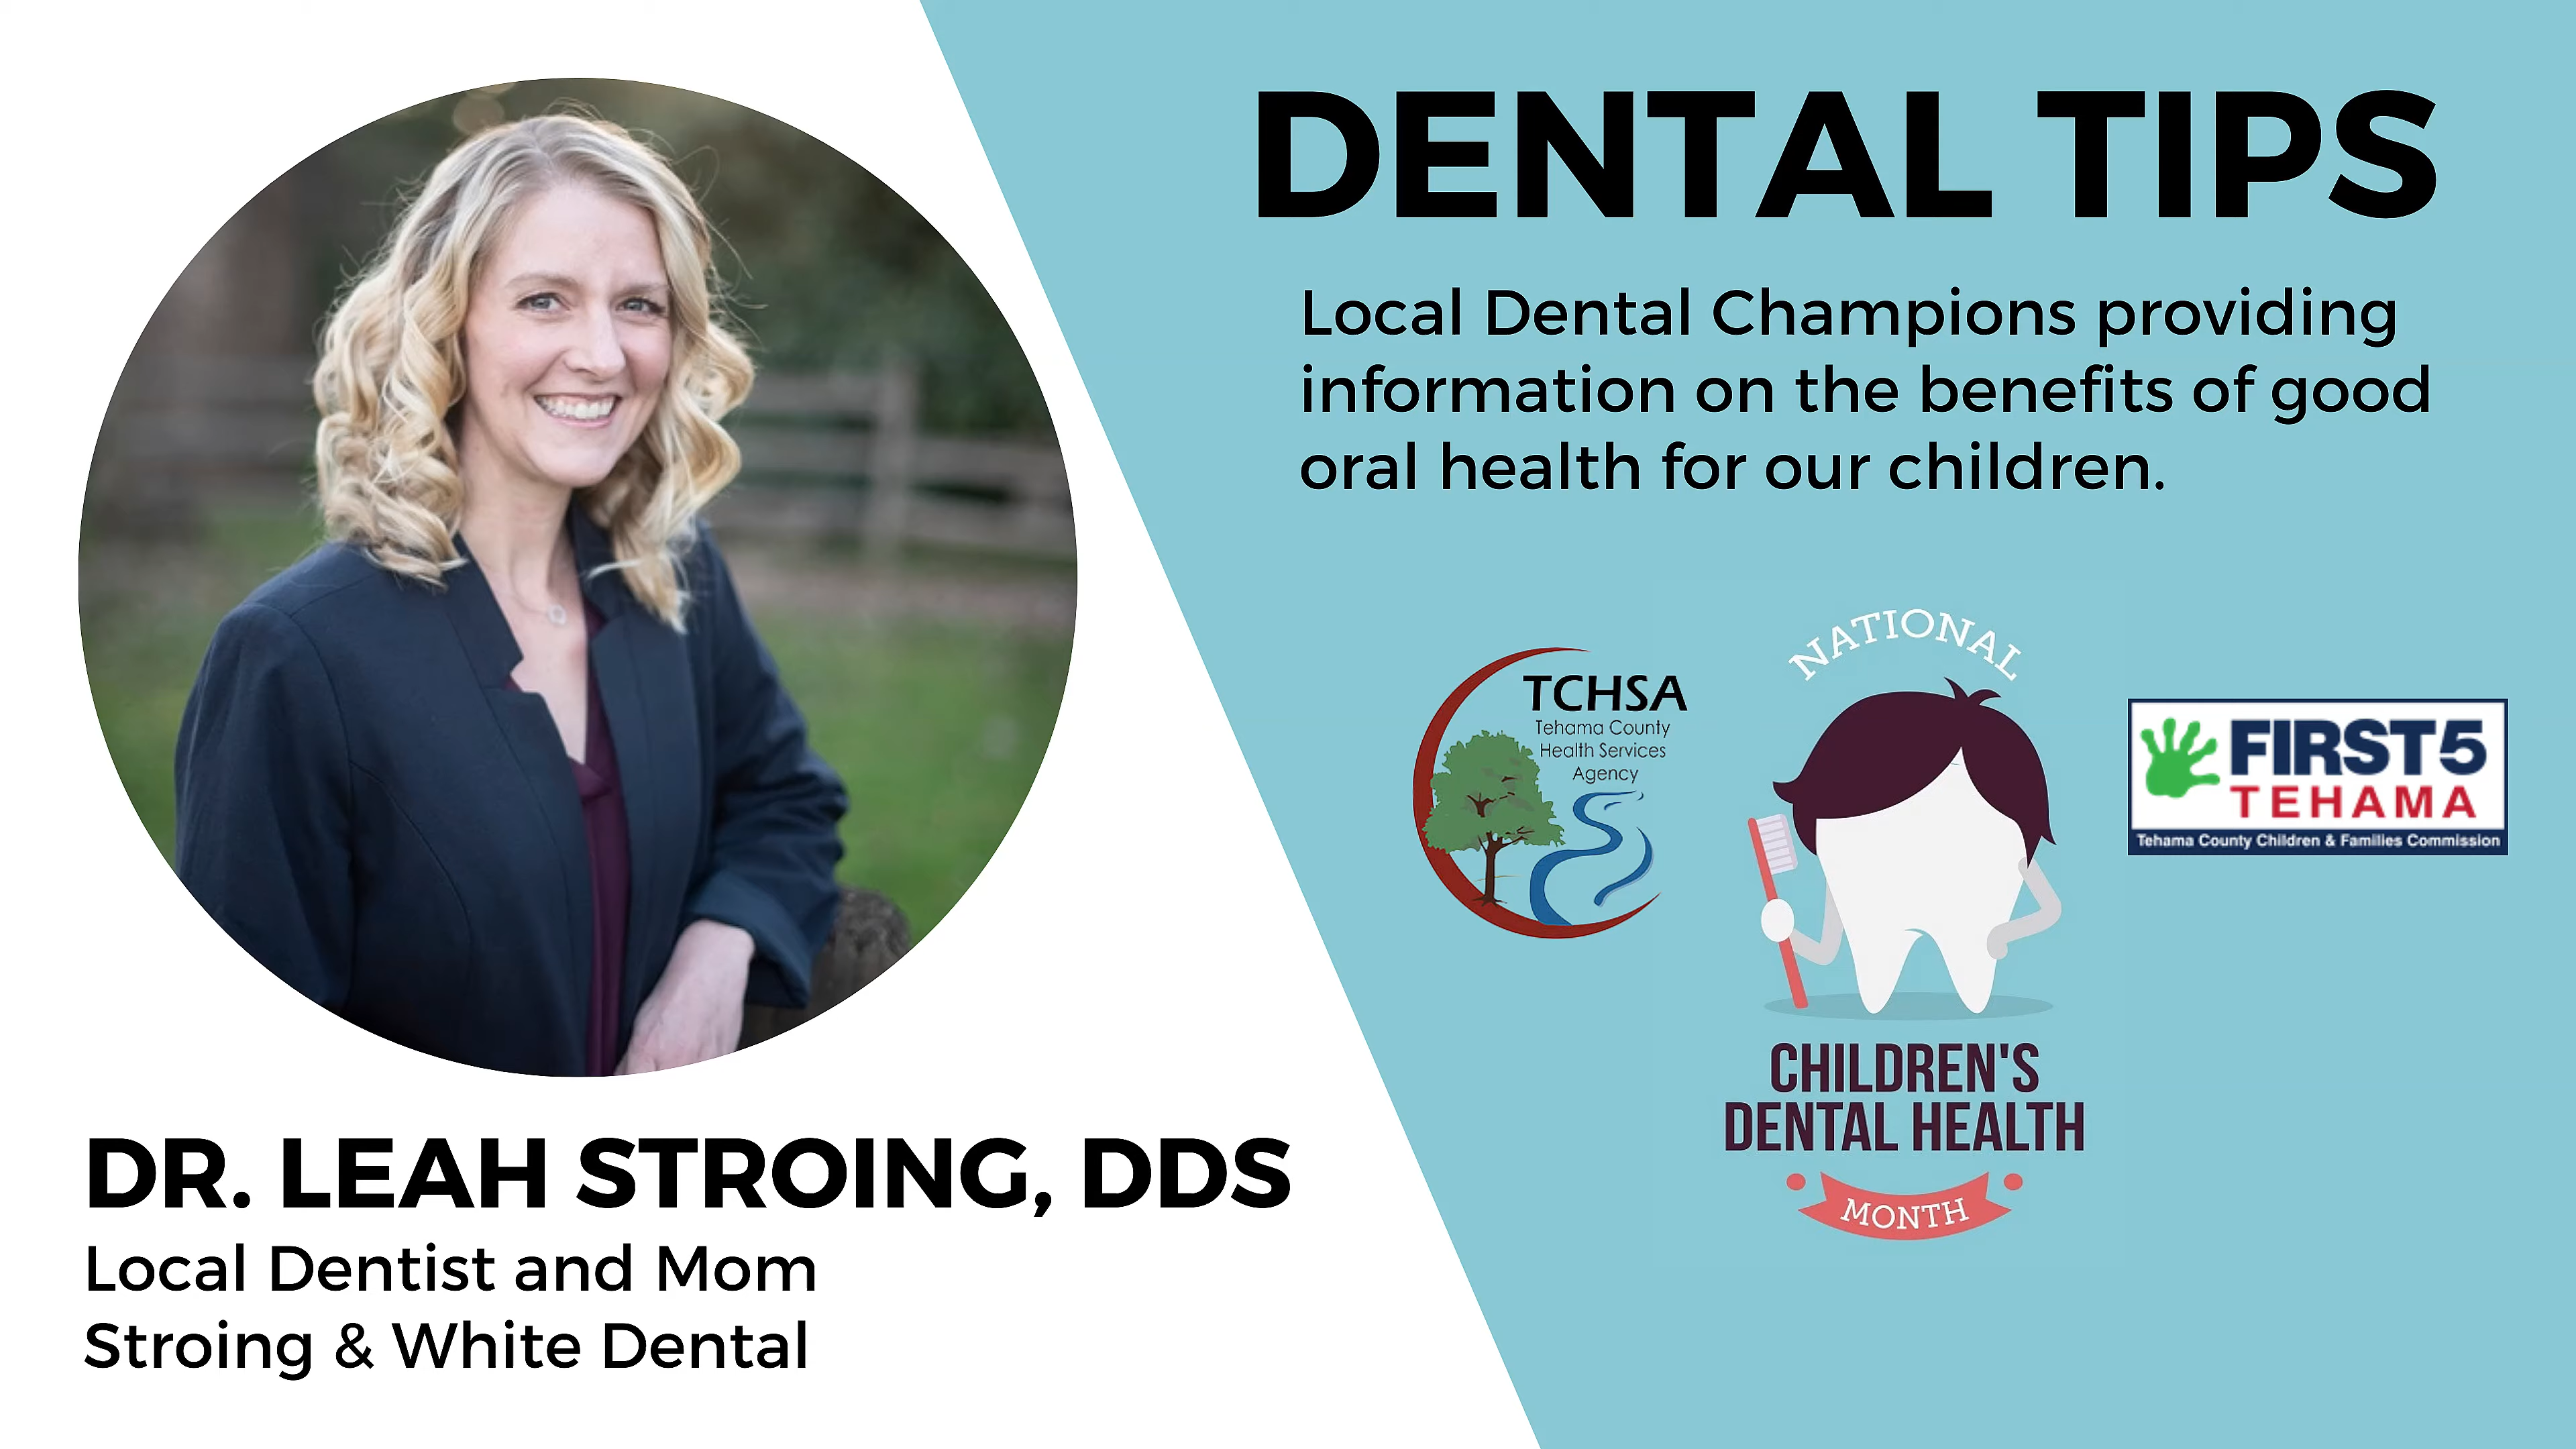 DENTAL TIPS
Local Dental Champions providing
information on the benefits of good
oral health for our children.
TCHSA
Tehama County
Health Services
Agency
NATIONAL
CHILDREN'S
DENTAL HEALTH
MONTH
FIRST5
TEHAMA
Tehama County Children & Families Commission
DR. LEAH STROING, DDS
Local Dentist and Mom
Stroing & White Dental